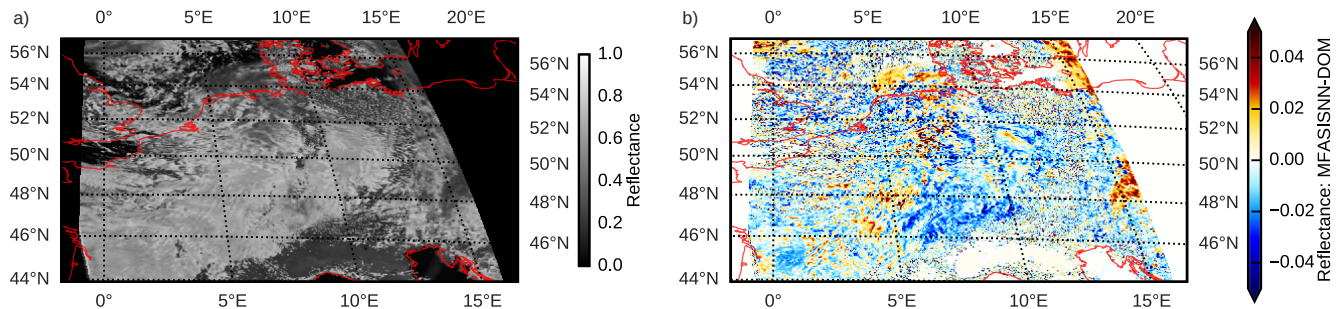 a) 0° 5°E 10°E 15°E 20°E
56°N
54°N
52°N
50°N
48°N
46°N
44°N
56°N
54°N
52°N
50°N
48°N
46°N
0° 5°E 10°E 15°E
1.0
0.8
0.6
0.4
0.2
0.0
Reflectance
b) 0° 5°E 10°E 15°E 20°E
56°N
54°N
52°N
50°N
48°N
46°N
44°N
56°N
54°N
52°N
50°N
48°N
46°N
0° 5°E 10°E 15°E
0.04
0.02
0.00
−0.02
−0.04
Reflectance: MFASISNN-DOM